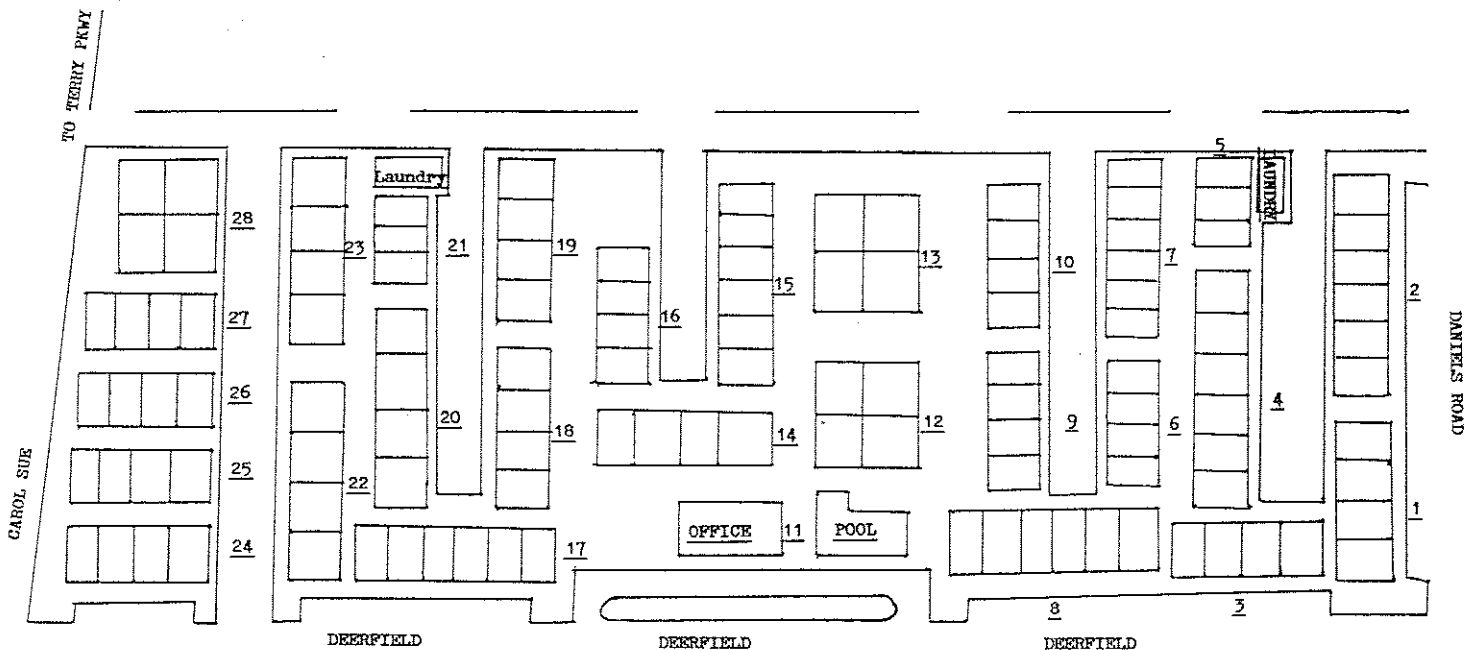 TO TERRY PKWY
5
Laundry
LAUNDRY
28
23
21
19
13
10
7
15
2
27
16
DANIELS ROAD
26
20
18
14
12
9
6
4
CAROL SUE
25
22
1
24
17
OFFICE
11
POOL
8
3
DEERFIELD
DEERFIELD
DEERFIELD